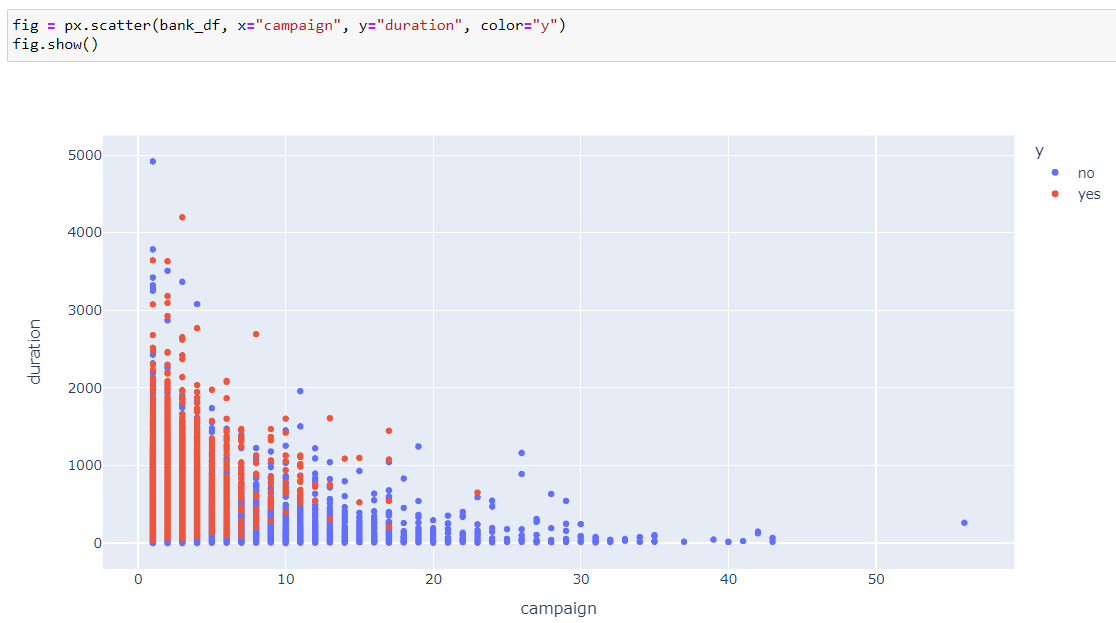 fig = px.scatter(bank_df, x="campaign", y="duration", color="y")
fig.show()
y
no
yes
5000
4000
3000
2000
1000
0
duration
0 10 20 30 40 50
campaign